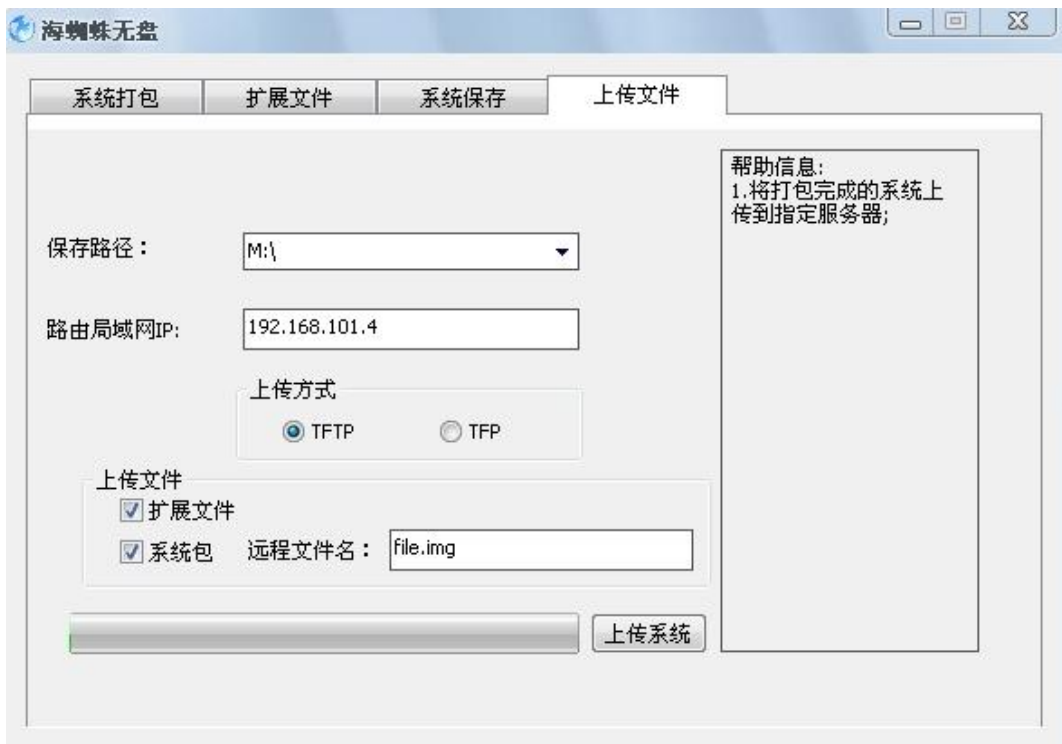 海蜘蛛无盘
系统打包 扩展文件 系统保存 上传文件
帮助信息:
1.将打包完成的系统上
传到指定服务器;
保存路径： M:\
路由局域网IP: 192.168.101.4
上传方式
TFTP TFP
上传文件
扩展文件
系统包 远程文件名： file.img
上传系统